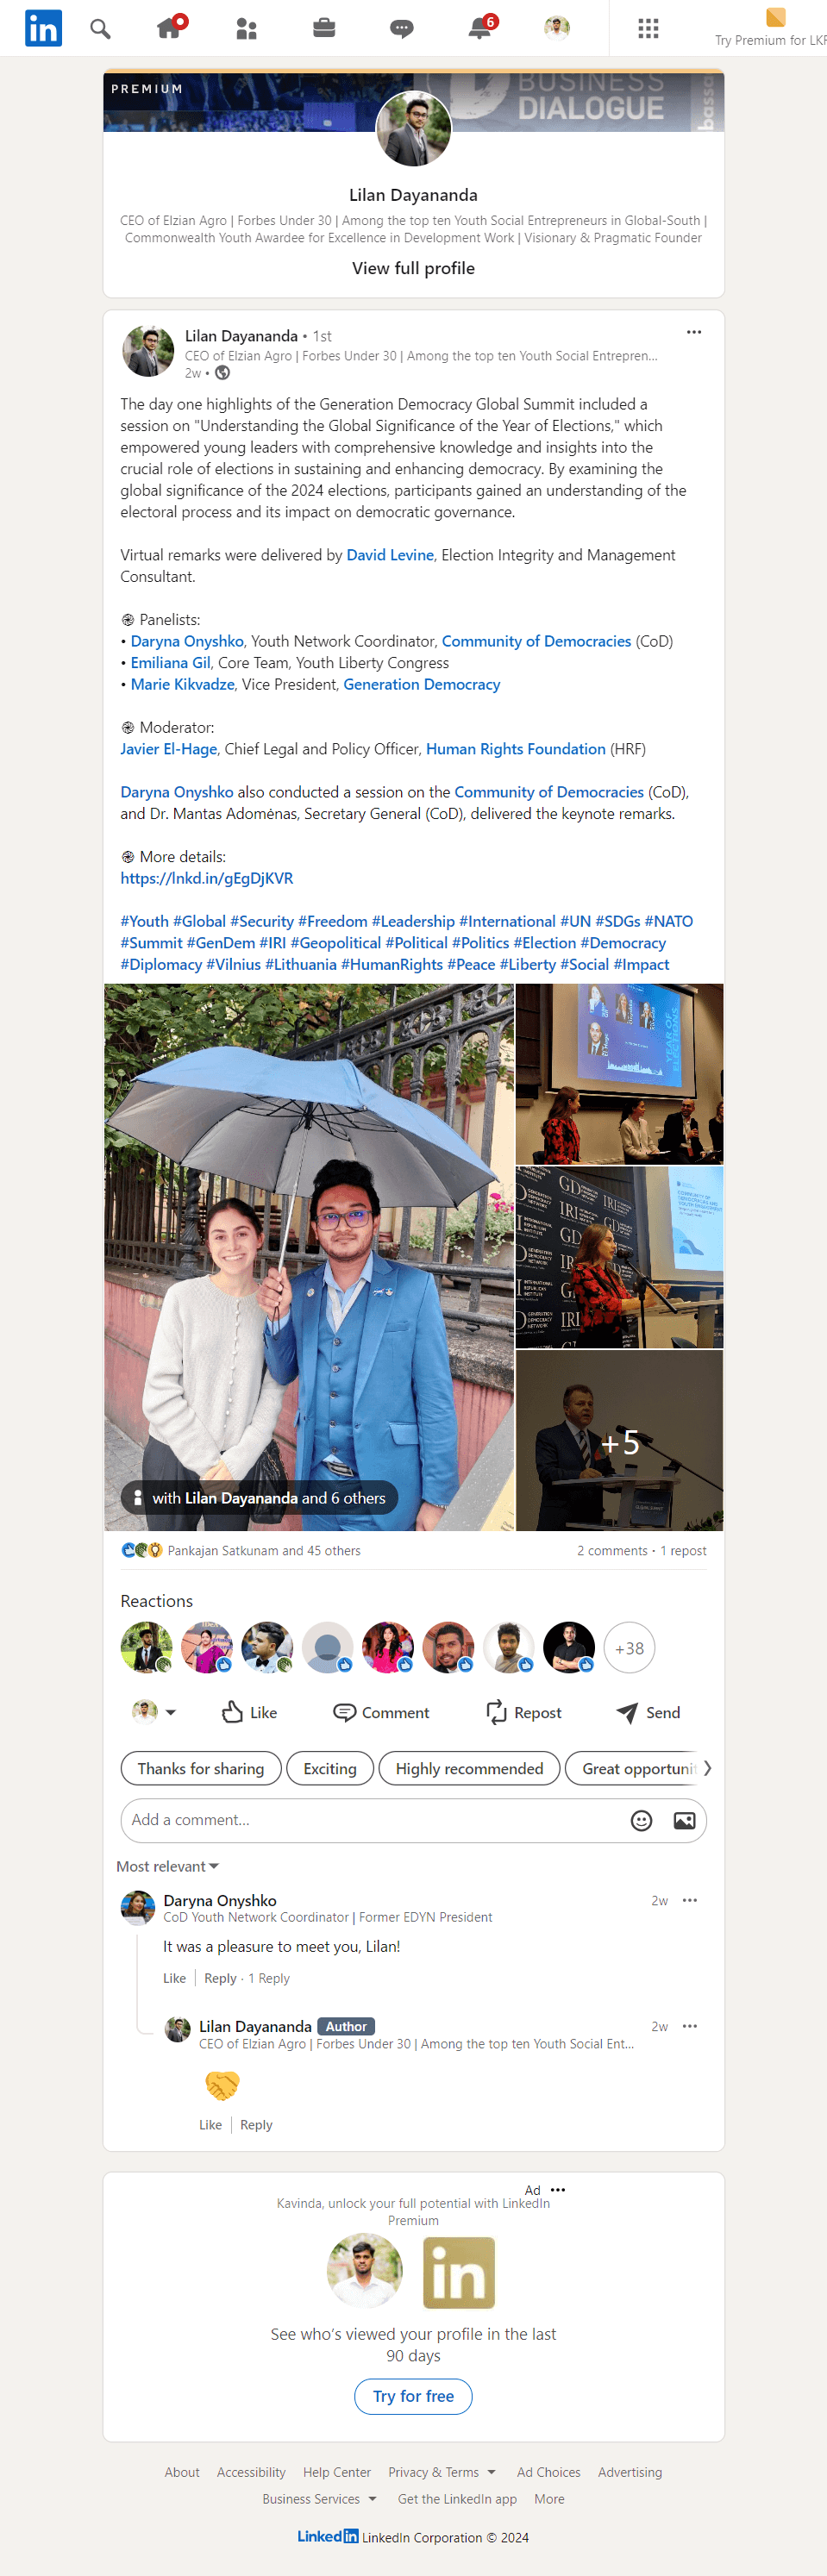 in
6
Try Premium for LKR
PREMIUM
BUSINESS
DIALOGUE
bassa
Lilan Dayananda
CEO of Elzian Agro | Forbes Under 30 | Among the top ten Youth Social Entrepreneurs in Global-South |
Commonwealth Youth Awardee for Excellence in Development Work | Visionary & Pragmatic Founder
View full profile
Lilan Dayananda • 1st
CEO of Elzian Agro | Forbes Under 30 | Among the top ten Youth Social Entrepren...
2w •
The day one highlights of the Generation Democracy Global Summit included a
session on "Understanding the Global Significance of the Year of Elections," which
empowered young leaders with comprehensive knowledge and insights into the
crucial role of elections in sustaining and enhancing democracy. By examining the
global significance of the 2024 elections, participants gained an understanding of the
electoral process and its impact on democratic governance.
Virtual remarks were delivered by David Levine, Election Integrity and Management
Consultant.
֎ Panelists:
• Daryna Onyshko, Youth Network Coordinator, Community of Democracies (CoD)
• Emiliana Gil, Core Team, Youth Liberty Congress
• Marie Kikvadze, Vice President, Generation Democracy
֎ Moderator:
Javier El-Hage, Chief Legal and Policy Officer, Human Rights Foundation (HRF)
Daryna Onyshko also conducted a session on the Community of Democracies (CoD),
and Dr. Mantas Adomėnas, Secretary General (CoD), delivered the keynote remarks.
֎ More details:
https://lnkd.in/gEgDjKVR
#Youth #Global #Security #Freedom #Leadership #International #UN #SDGs #NATO
#Summit #GenDem #IRI #Geopolitical #Political #Politics #Election #Democracy
#Diplomacy #Vilnius #Lithuania #HumanRights #Peace #Liberty #Social #Impact
YEAR OF
ELECTIONS
GD
IRI
GENERATION
DEMOCRACY
NETWORK
INTERNATIONAL
REPUBLICAN
INSTITUTE
IRI
+5
with Lilan Dayananda and 6 others
Pankajan Satkunam and 45 others
2 comments • 1 repost
Reactions
+38
Like
Comment
Repost
Send
Thanks for sharing
Exciting
Highly recommended
Great opportunit
Add a comment...
Most relevant
Daryna Onyshko
2w
CoD Youth Network Coordinator | Former EDYN President
It was a pleasure to meet you, Lilan!
Like | Reply · 1 Reply
Lilan Dayananda Author
2w
CEO of Elzian Agro | Forbes Under 30 | Among the top ten Youth Social Ent...
🤝
Like | Reply
Ad
Kavinda, unlock your full potential with LinkedIn
Premium
in
See who's viewed your profile in the last
90 days
Try for free
About Accessibility Help Center Privacy & Terms Ad Choices Advertising
Business Services Get the LinkedIn app More
Linked in LinkedIn Corporation © 2024